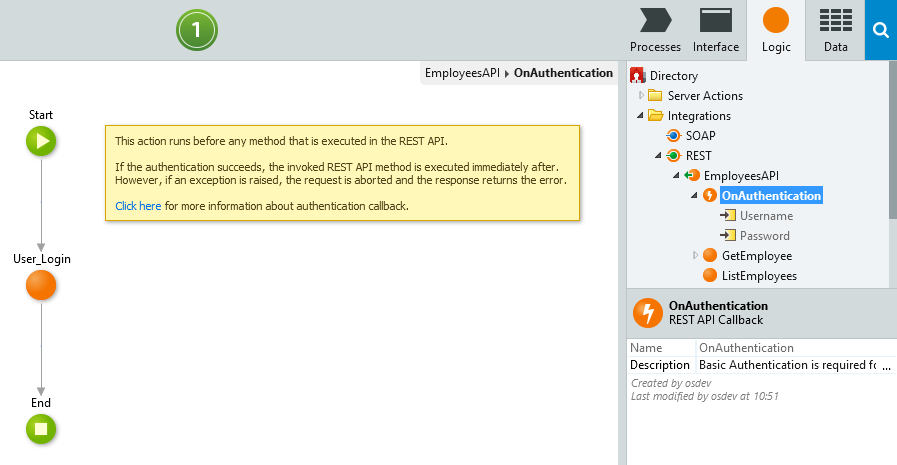 1
Processes
Interface
Logic
Data
EmployeesAPI ▸ OnAuthentication
Start
This action runs before any method that is executed in the REST API.
If the authentication succeeds, the invoked REST API method is executed immediately after.
However, if an exception is raised, the request is aborted and the response returns the error.
Click here for more information about authentication callback.
User_Login
End
Directory
Server Actions
Integrations
SOAP
REST
EmployeesAPI
OnAuthentication
Username
Password
GetEmployee
ListEmployees
OnAuthentication
REST API Callback
Name OnAuthentication
Description Basic Authentication is required fo ...
Created by osdev
Last modified by osdev at 10:51